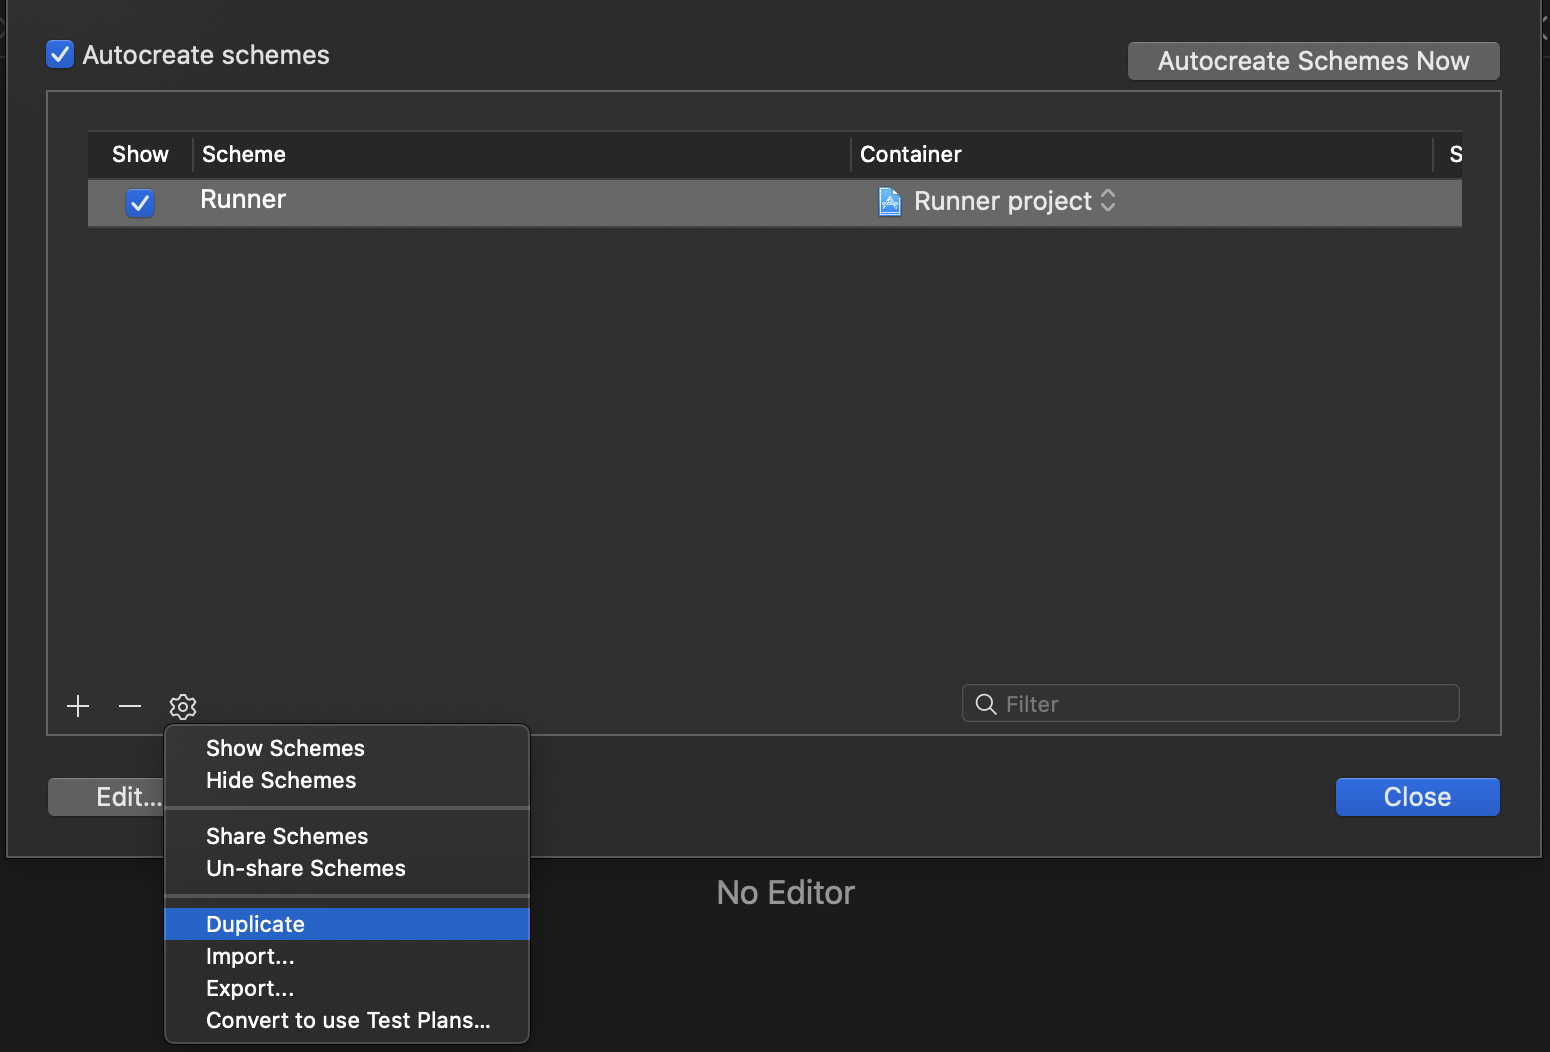 Autocreate schemes
Autocreate Schemes Now
Show Scheme Container S
Runner Runner project
Filter
Show Schemes
Hide Schemes
Edit...
Close
Share Schemes
Un-share Schemes
No Editor
Duplicate
Import...
Export...
Convert to use Test Plans...